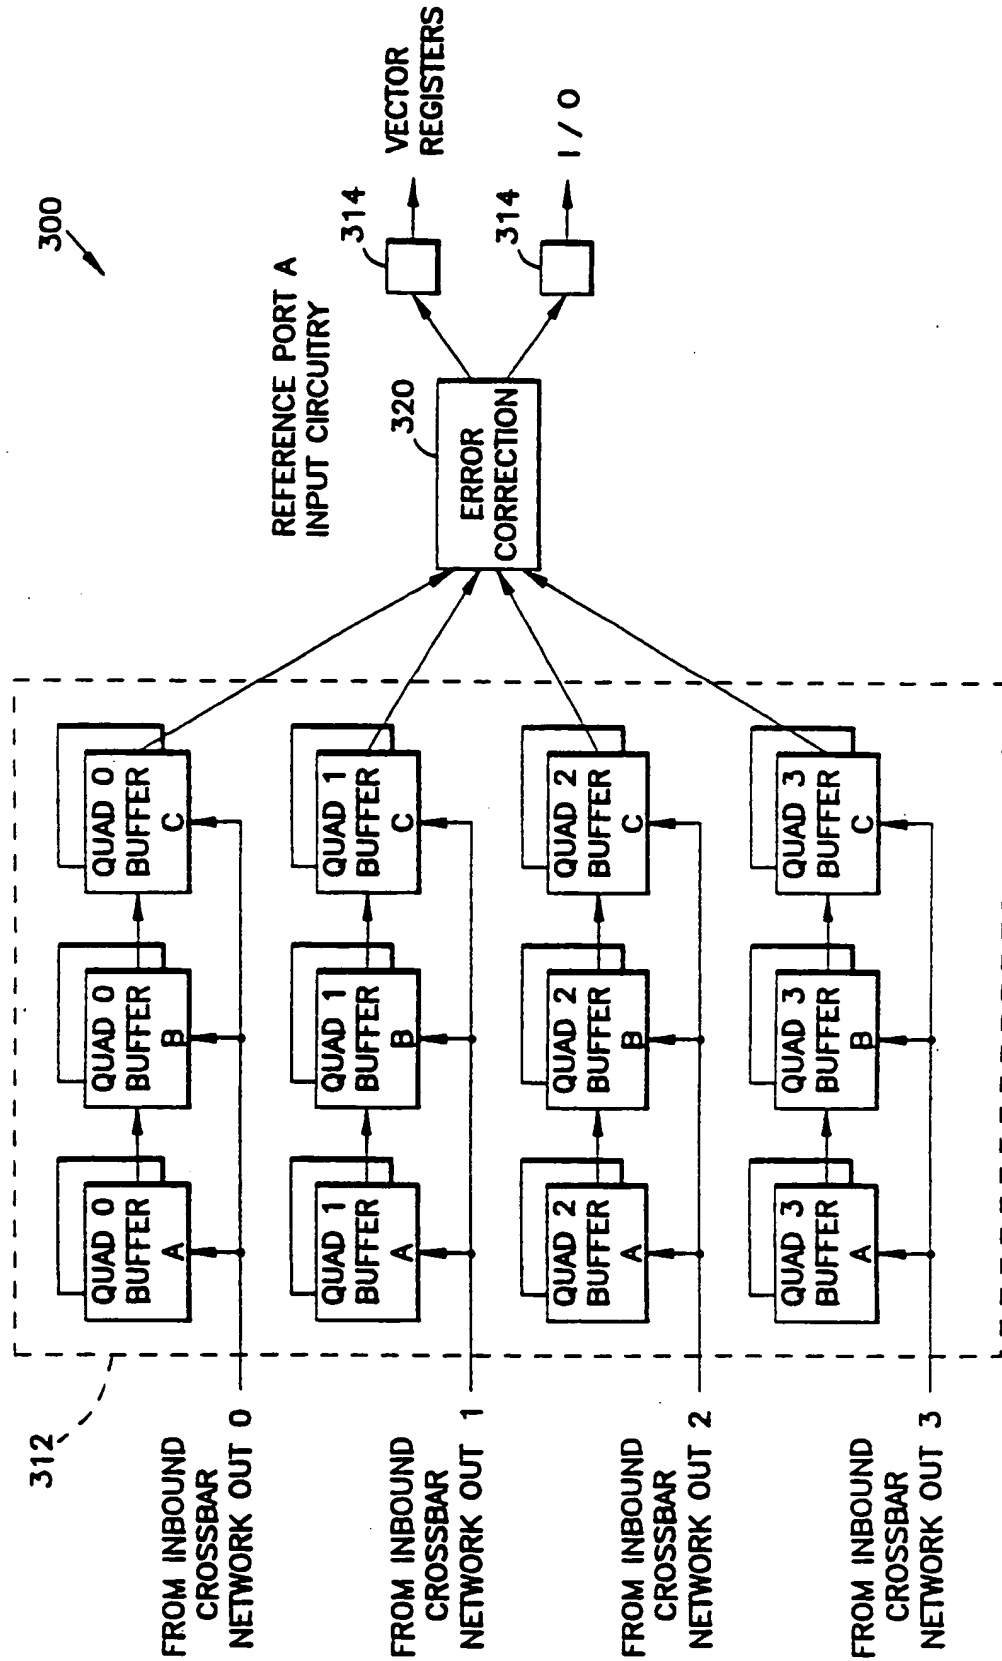 300
REFERENCE PORT A
INPUT CIRCUITRY
312
FROM INBOUND
CROSSBAR
NETWORK OUT 0
QUAD 0
BUFFER
A
QUAD 0
BUFFER
B
QUAD 0
BUFFER
C
FROM INBOUND
CROSSBAR
NETWORK OUT 1
QUAD 1
BUFFER
A
QUAD 1
BUFFER
B
QUAD 1
BUFFER
C
FROM INBOUND
CROSSBAR
NETWORK OUT 2
QUAD 2
BUFFER
A
QUAD 2
BUFFER
B
QUAD 2
BUFFER
C
FROM INBOUND
CROSSBAR
NETWORK OUT 3
QUAD 3
BUFFER
A
QUAD 3
BUFFER
B
QUAD 3
BUFFER
C
320
ERROR
CORRECTION
314
VECTOR
REGISTERS
314
I / O